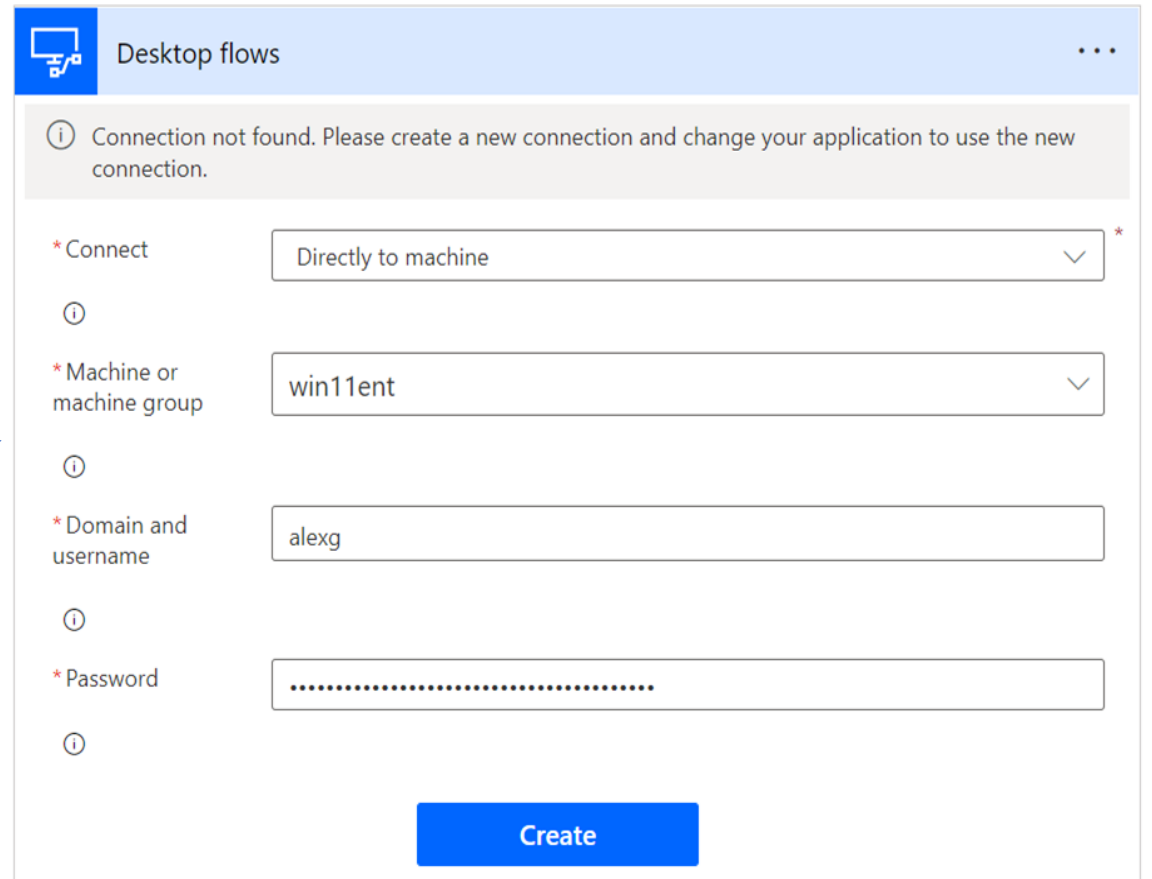 Desktop flows
Connection not found. Please create a new connection and change your application to use the new
connection.
* Connect
Directly to machine
*
* Machine or
machine group
win11ent
* Domain and
username
alexg
* Password
••••••••••••••••••••••••••••••••••••••••
Create